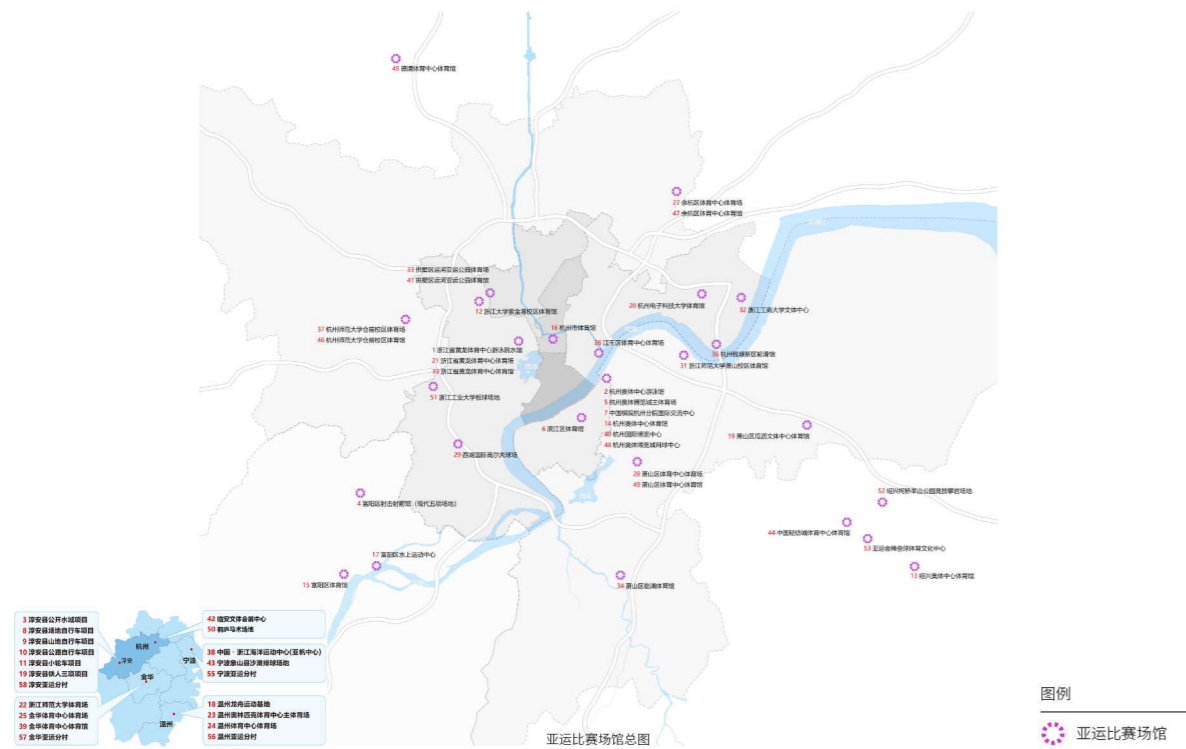 45 德清体育中心体育馆
27 余杭区体育中心体育场
47 余杭区体育中心体育馆
33 拱墅区运河亚运公园体育场
41 拱墅区运河亚运公园体育馆
12 浙江大学紫金港校区体育馆
20 杭州电子科技大学体育馆
32 浙江工商大学文体中心
37 杭州师范大学仓前校区体育场
46 杭州师范大学仓前校区体育馆
16 杭州市体育馆
26 江干区体育中心体育场
1 浙江省黄龙体育中心游泳跳水馆
21 浙江省黄龙体育中心体育场
30 浙江省黄龙体育中心体育馆
杭州钱塘新区轮滑馆
31 浙江师范大学萧山校区体育馆
51 浙江工业大学板球场地
2 杭州奥体中心游泳馆
5 杭州奥体博览城主体育场
7 中国棋院杭州分院国际交流中心
14 杭州奥体中心体育馆
40 杭州国际博览中心
48 杭州奥体博览城网球中心
6 滨江区体育馆
19 萧山区瓜沥文体中心体育馆
29 西湖国际高尔夫球场
28 萧山区体育中心体育场
49 萧山区体育中心体育馆
4 富阳区射击射箭馆（现代五项场地）
52 绍兴柯桥羊山公园竞技攀岩场地
44 中国轻纺城体育中心体育馆
53 亚运会棒垒球体育文化中心
17 富阳区水上运动中心
15 富阳区体育馆
34 萧山区临浦体育馆
13 绍兴奥体中心体育馆
3 淳安县公开水域项目
8 淳安县场地自行车项目
9 淳安县山地自行车项目
10 淳安县公路自行车项目
11 淳安县小轮车项目
19 淳安县铁人三项项目
58 淳安亚运分村
42 临安文体会展中心
50 桐庐马术场地
38 中国·浙江海洋运动中心(亚帆中心)
43 宁波象山县沙滩排球场地
55 宁波亚运分村
杭州
淳安
宁波
金华
温州
22 浙江师范大学体育场
25 金华体育中心体育场
39 金华体育中心体育馆
57 金华亚运分村
18 温州龙舟运动基地
23 温州奥林匹克体育中心主体育场
24 温州体育中心体育场
56 温州亚运分村
亚运比赛场馆总图
图例
亚运比赛场馆